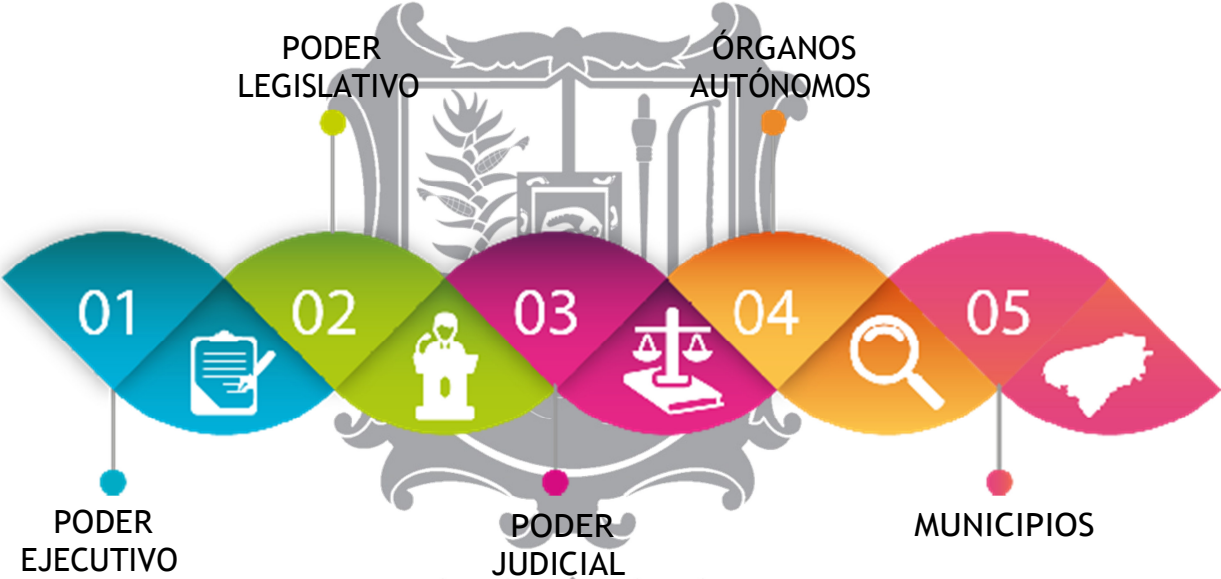 PODER
LEGISLATIVO
ÓRGANOS
AUTÓNOMOS
01
02
03
04
05
PODER
EJECUTIVO
PODER
JUDICIAL
MUNICIPIOS